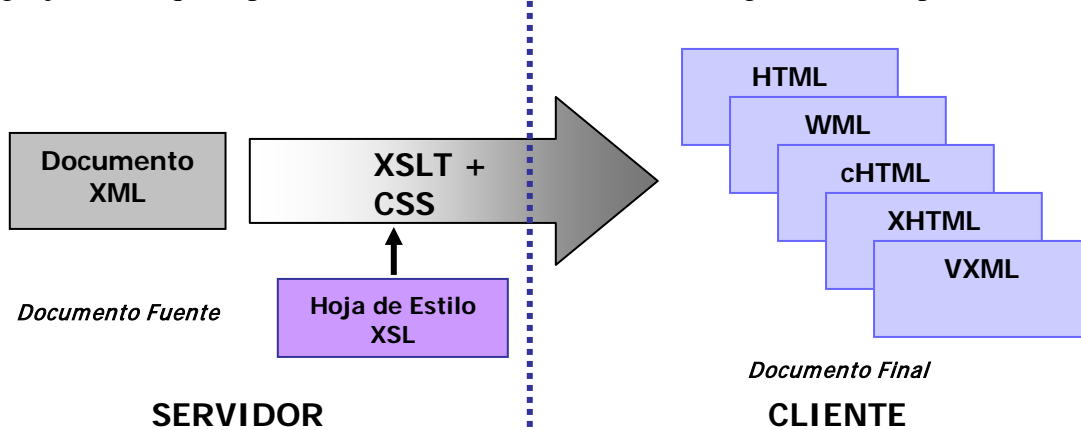 Documento
XML
XSLT +
CSS
Hoja de Estilo
XSL
Documento Fuente
SERVIDOR
HTML
WML
cHTML
XHTML
VXML
Documento Final
CLIENTE